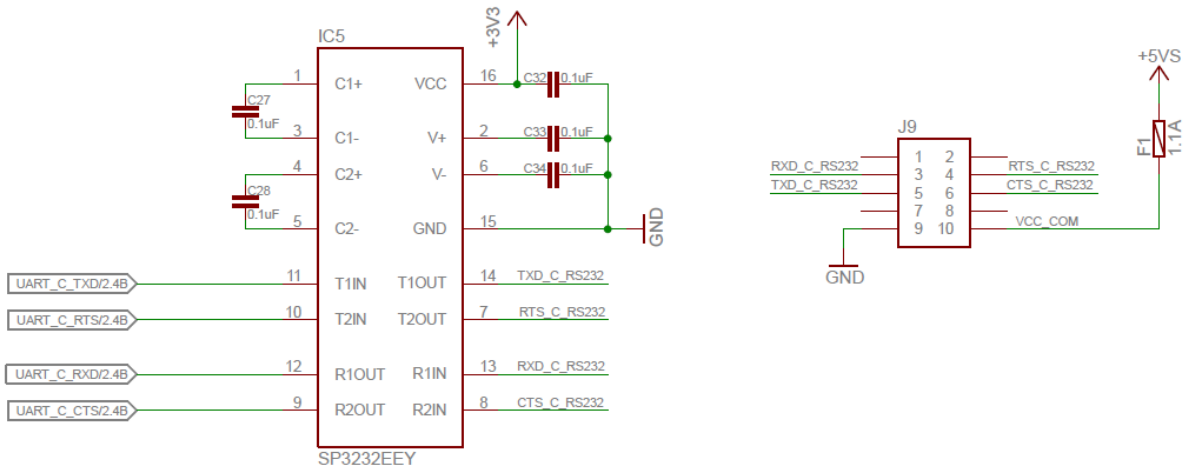 +3V3
IC5
1 C1+ VCC 16 C32 0.1uF
C27
0.1uF
3 C1- V+ 2 C33 0.1uF
4 C2+ V- 6 C34 0.1uF
C28
0.1uF
5 C2- GND 15
GND
UART_C_TXD/2.4B 11 T1IN T1OUT 14 TXD_C_RS232
UART_C_RTS/2.4B 10 T2IN T2OUT 7 RTS_C_RS232
UART_C_RXD/2.4B 12 R1OUT R1IN 13 RXD_C_RS232
UART_C_CTS/2.4B 9 R2OUT R2IN 8 CTS_C_RS232
SP3232EEY
+5VS
F1
1.1A
J9
1 2
RXD_C_RS232 3 4 RTS_C_RS232
TXD_C_RS232 5 6 CTS_C_RS232
7 8
9 10 VCC_COM
GND